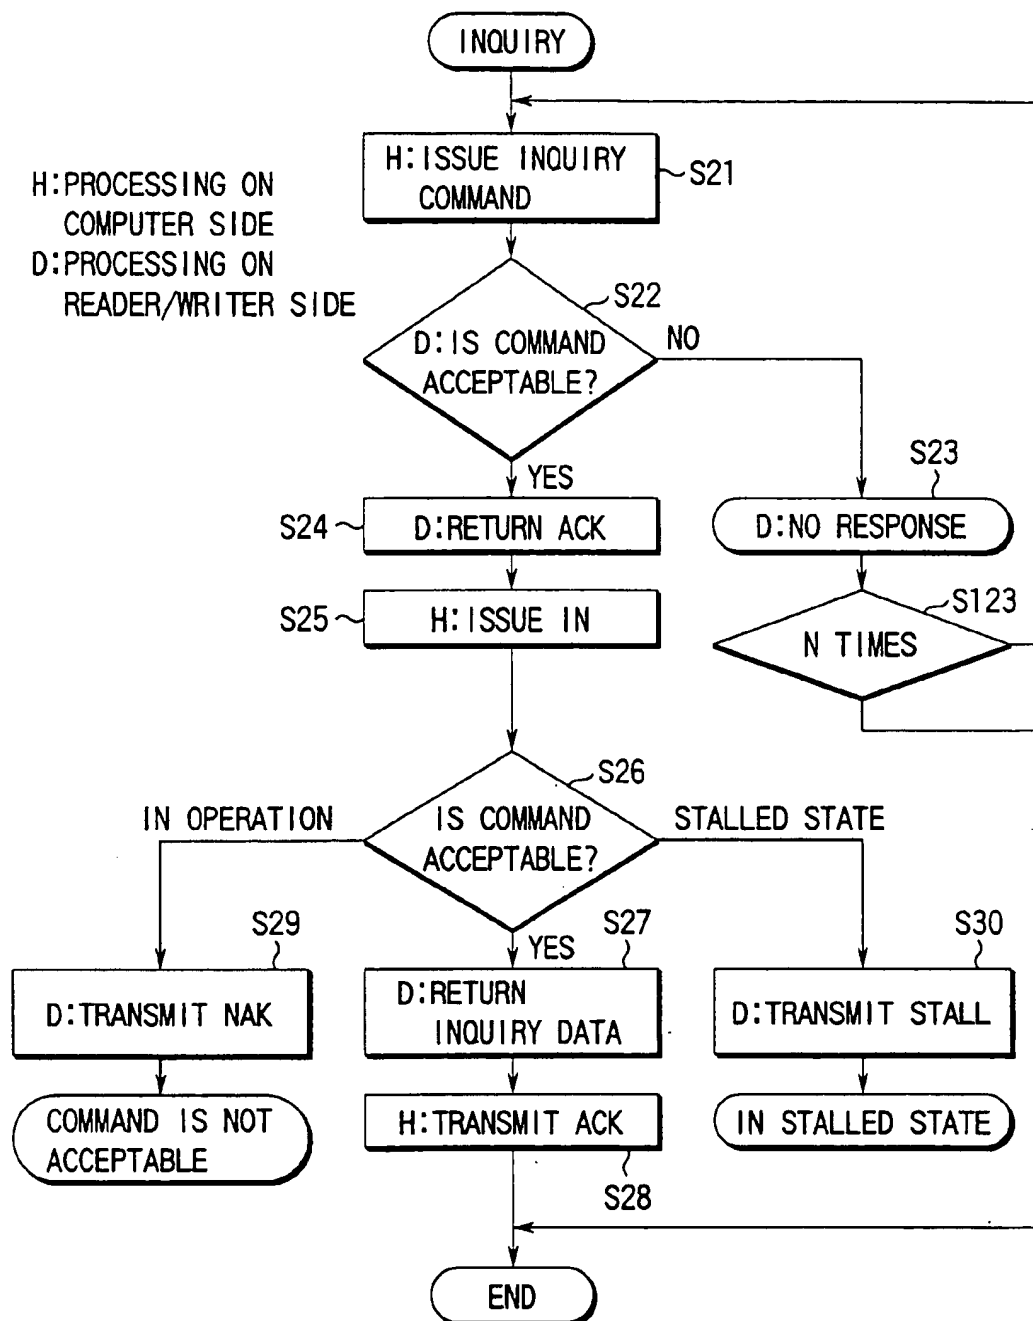 INQUIRY
H:ISSUE INQUIRY
COMMAND
S21
H:PROCESSING ON
COMPUTER SIDE
D:PROCESSING ON
READER/WRITER SIDE
S22
D:IS COMMAND
ACCEPTABLE?
NO
YES
S23
S24
D:RETURN ACK
D:NO RESPONSE
S25
H:ISSUE IN
S123
N TIMES
S26
IN OPERATION
IS COMMAND
ACCEPTABLE?
STALLED STATE
YES
S29
S27
S30
D:TRANSMIT NAK
D:RETURN
INQUIRY DATA
D:TRANSMIT STALL
COMMAND IS NOT
ACCEPTABLE
H:TRANSMIT ACK
IN STALLED STATE
S28
END